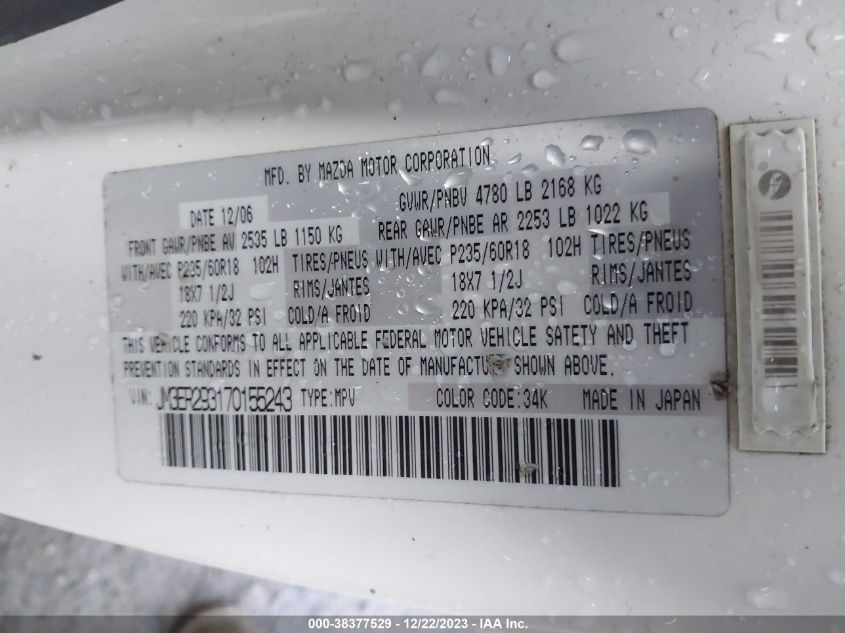 MFD. BY MAZDA MOTOR CORPORATION
DATE 12/06
GVWR/PNBV 4780 LB 2168 KG
FRONT GAWR/PNBE AV 2535 LB 1150 KG
REAR GAWR/PNBE AR 2253 LB 1022 KG
WITH/AVEC P235/60R18 102H TIRES/PNEUS WITH/AVEC P235/60R18 102H TIRES/PNEUS
18X7 1/2J RIMS/JANTES 18X7 1/2J RIMS/JANTES
220 KPA/32 PSI COLD/A FROID 220 KPA/32 PSI COLD/A FROID
THIS VEHICLE CONFORMS TO ALL APPLICABLE FEDERAL MOTOR VEHICLE SAFETY AND THEFT
PREVENTION STANDARDS IN EFFECT ON THE DATE OF MANUFACTURE SHOWN ABOVE.
VIN: JM3ER293170155243 TYPE:MPV COLOR CODE:34K MADE IN JAPAN
000-38377529 - 12/22/2023 - IAA Inc.